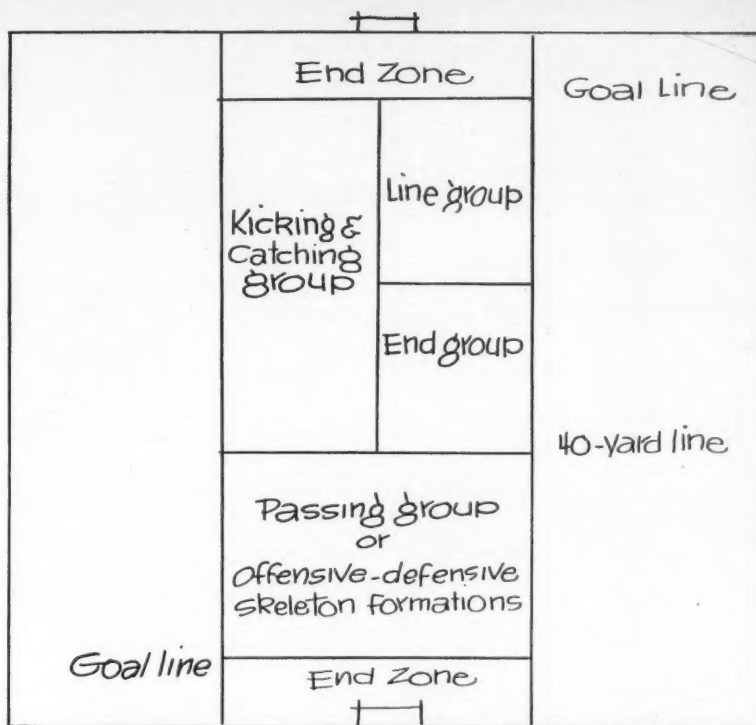 End Zone
Goal Line
Line group
Kicking &
Catching
group
End group
40-yard line
Passing group
or
Offensive-defensive
skeleton formations
Goal line
End Zone